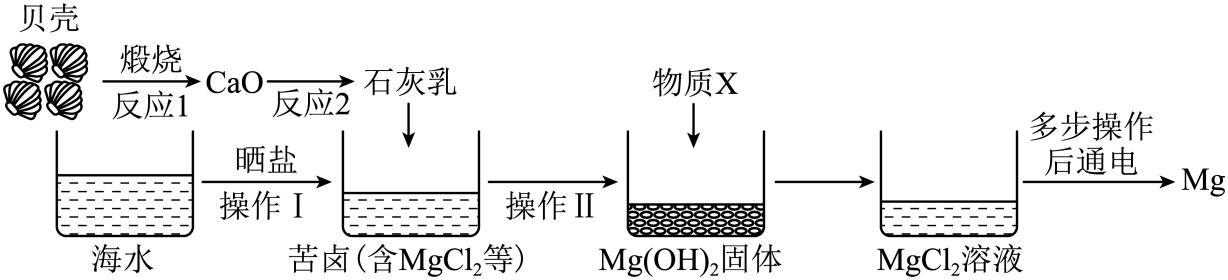 贝壳
煅烧
反应1
CaO
反应2
石灰乳
物质X
晒盐
操作Ⅰ
操作Ⅱ
多步操作
后通电
Mg
海水
苦卤(含MgCl₂等)
Mg(OH)₂固体
MgCl₂溶液